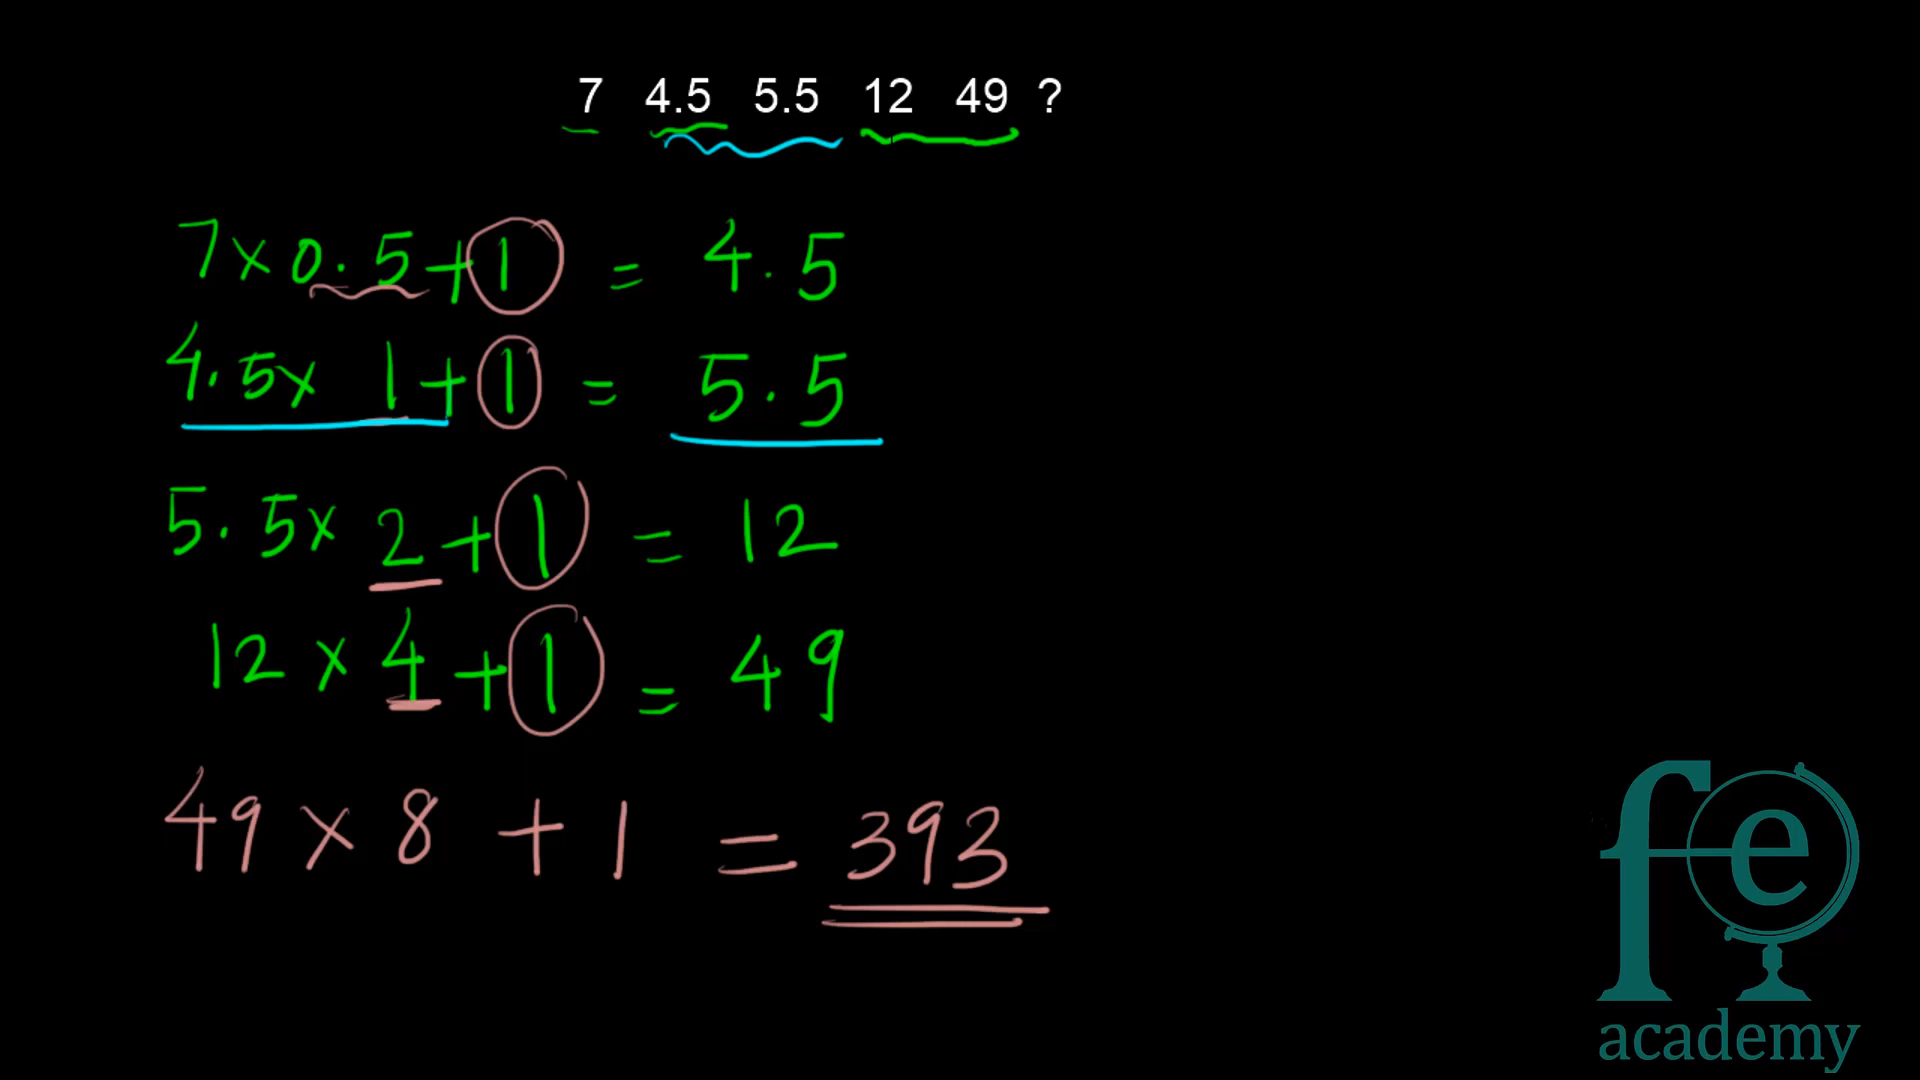 7 4.5 5.5 12 49 ?
7 × 0.5 + 1 = 4.5
4.5 × 1 + 1 = 5.5
5.5 × 2 + 1 = 12
12 × 4 + 1 = 49
49 × 8 + 1 = 393
fe
academy